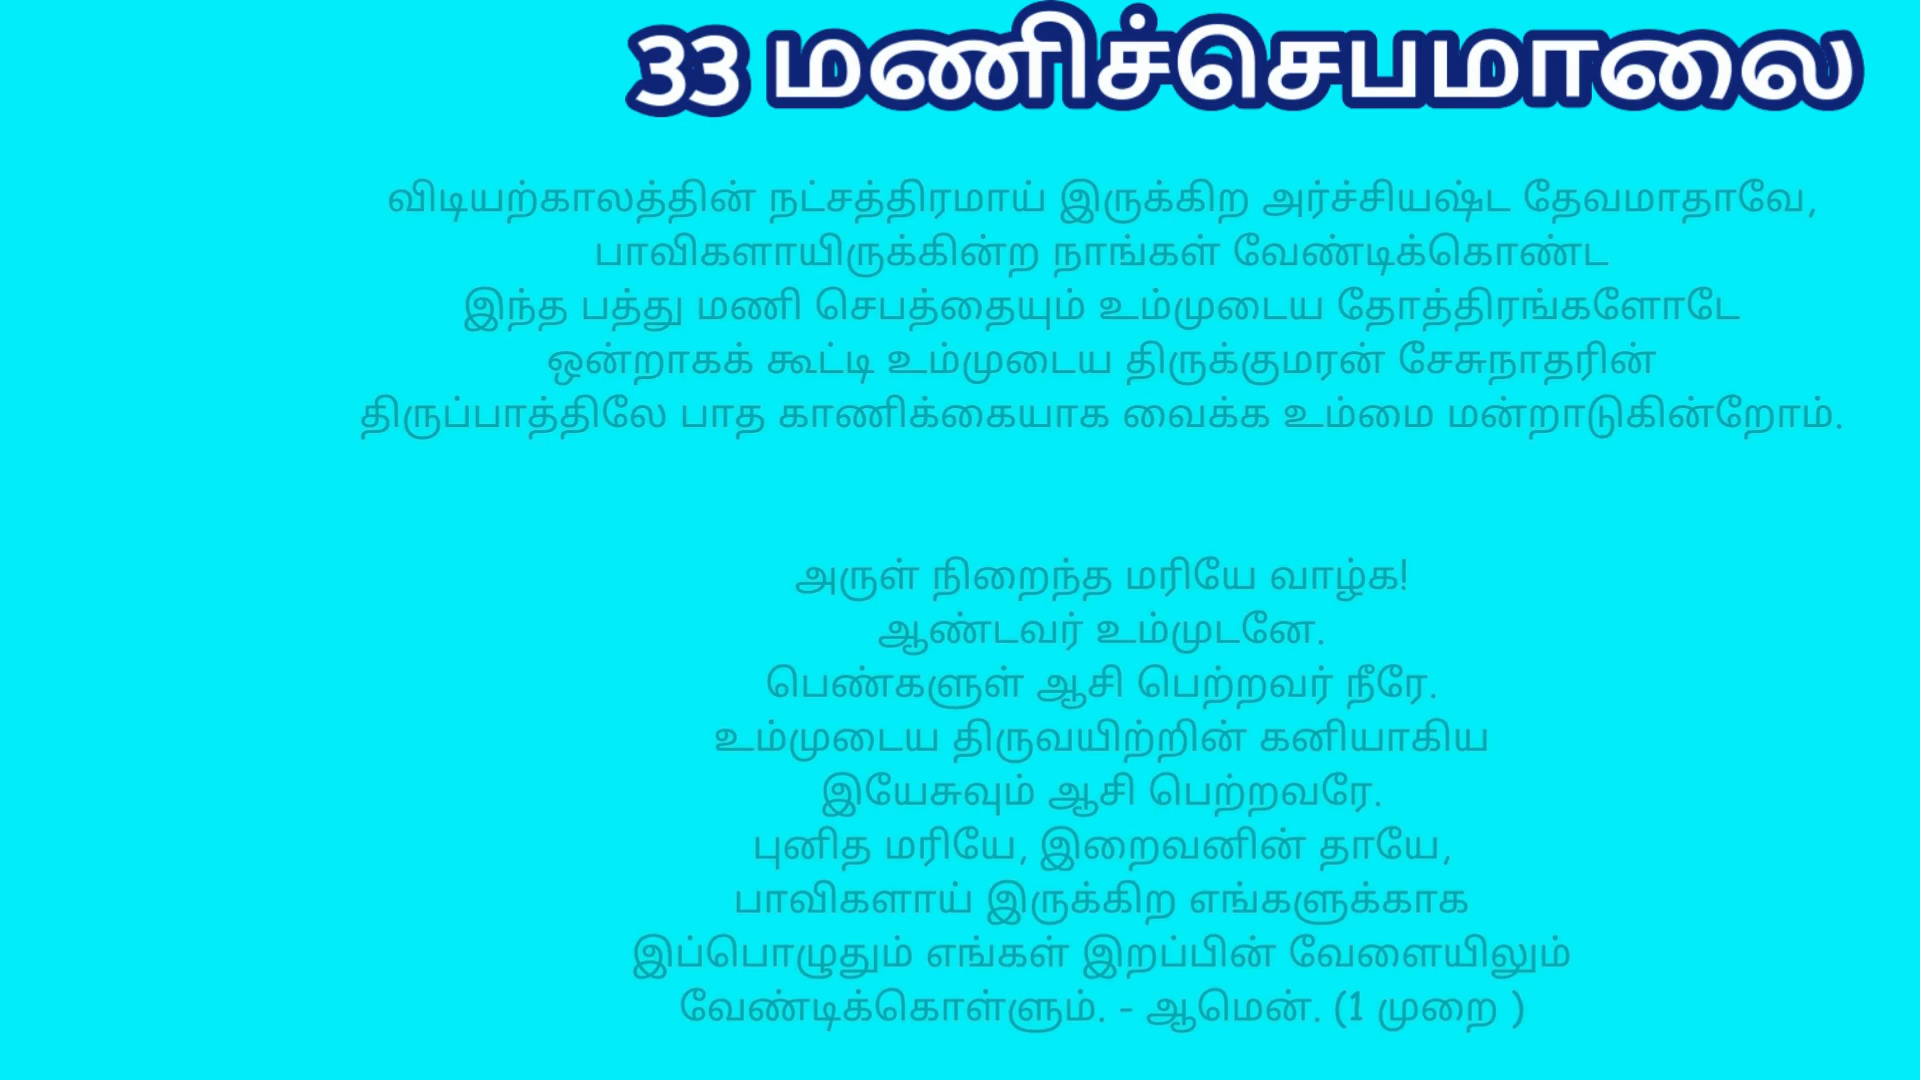 33 மணிச்செபமாலை
விடியற்காலத்தின் நட்சத்திரமாய் இருக்கிற அர்ச்சியஷ்ட தேவமாதாவே,
பாவிகளாயிருக்கின்ற நாங்கள் வேண்டிக்கொண்ட
இந்த பத்து மணி செபத்தையும் உம்முடைய தோத்திரங்களோடே
ஒன்றாகக் கூட்டி உம்முடைய திருக்குமரன் சேசுநாதரின்
திருப்பாத்திலே பாத காணிக்கையாக வைக்க உம்மை மன்றாடுகின்றோம்.
அருள் நிறைந்த மரியே வாழ்க!
ஆண்டவர் உம்முடனே.
பெண்களுள் ஆசி பெற்றவர் நீரே.
உம்முடைய திருவயிற்றின் கனியாகிய
இயேசுவும் ஆசி பெற்றவரே.
புனித மரியே, இறைவனின் தாயே,
பாவிகளாய் இருக்கிற எங்களுக்காக
இப்பொழுதும் எங்கள் இறப்பின் வேளையிலும்
வேண்டிக்கொள்ளும். - ஆமென். (1 முறை )